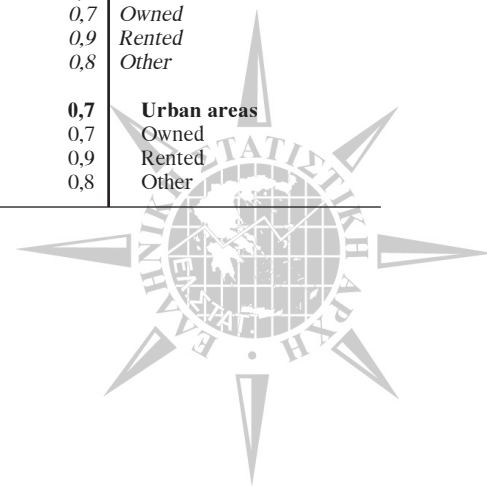 0,7 Owned
0,9 Rented
0,8 Other
0,7 Urban areas
0,7 Owned
0,9 Rented
0,8 Other
ΕΛΛΗΝΙΚΗ ΣΤΑΤΙΣΤΙΚΗ ΑΡΧΗ
ΕΛΣΤΑΤ.